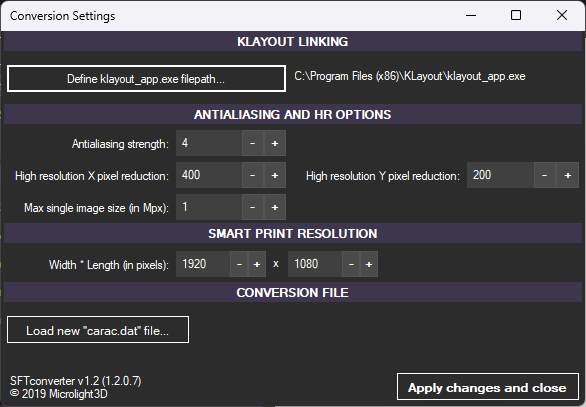 Conversion Settings
KLAYOUT LINKING
Define klayout_app.exe filepath... C:\Program Files (x86)\KLayout\klayout_app.exe
ANTIALIASING AND HR OPTIONS
Antialiasing strength: 4 - +
High resolution X pixel reduction: 400 - + High resolution Y pixel reduction: 200 - +
Max single image size (in Mpx): 1 - +
SMART PRINT RESOLUTION
Width * Length (in pixels): 1920 - + x 1080 - +
CONVERSION FILE
Load new "carac.dat" file...
SFTconverter v1.2 (1.2.0.7)
© 2019 Microlight3D
Apply changes and close